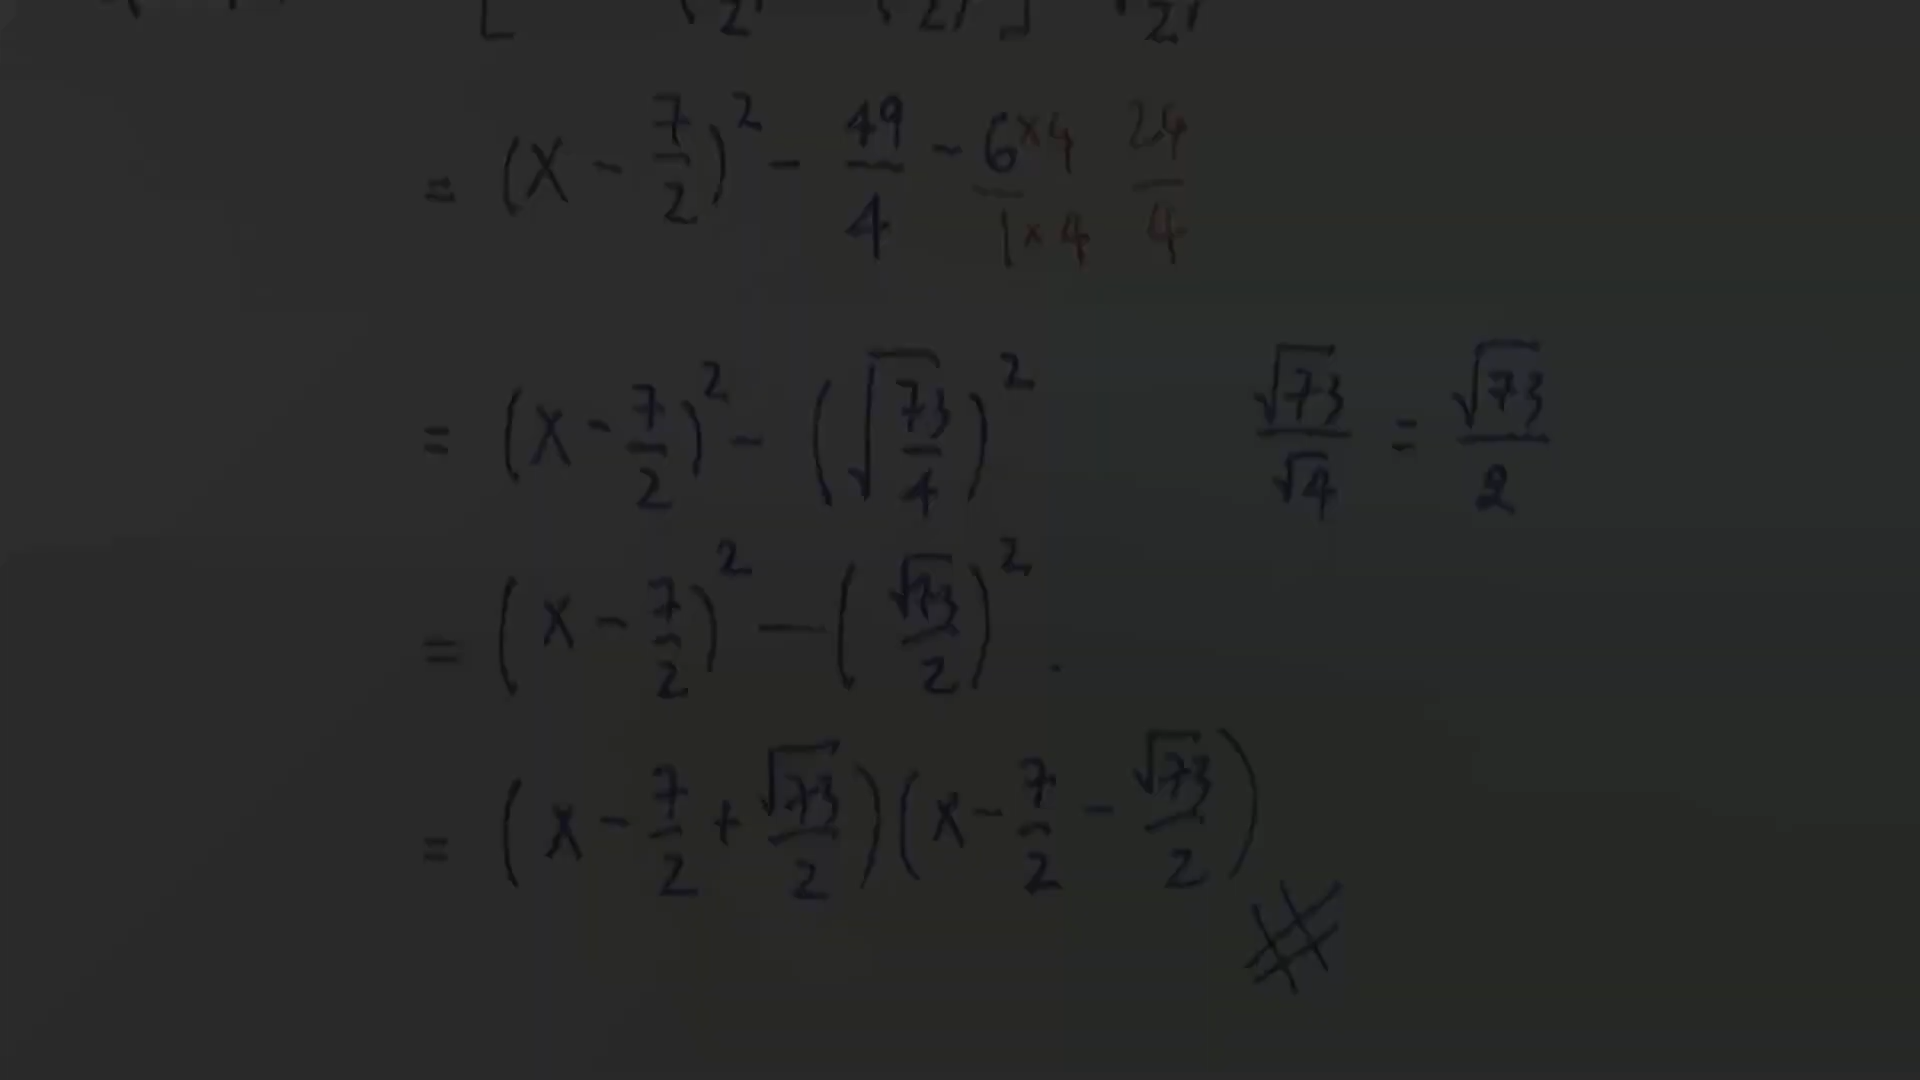 = (x - 7/2)² - 49/4 - 6×4/1×4 24/4
= (x - 7/2)² - (√(73/4))² √73/√4 = √73/2
= (x - 7/2)² - (√73/2)² .
= (x - 7/2 + √73/2)(x - 7/2 - √73/2)
#